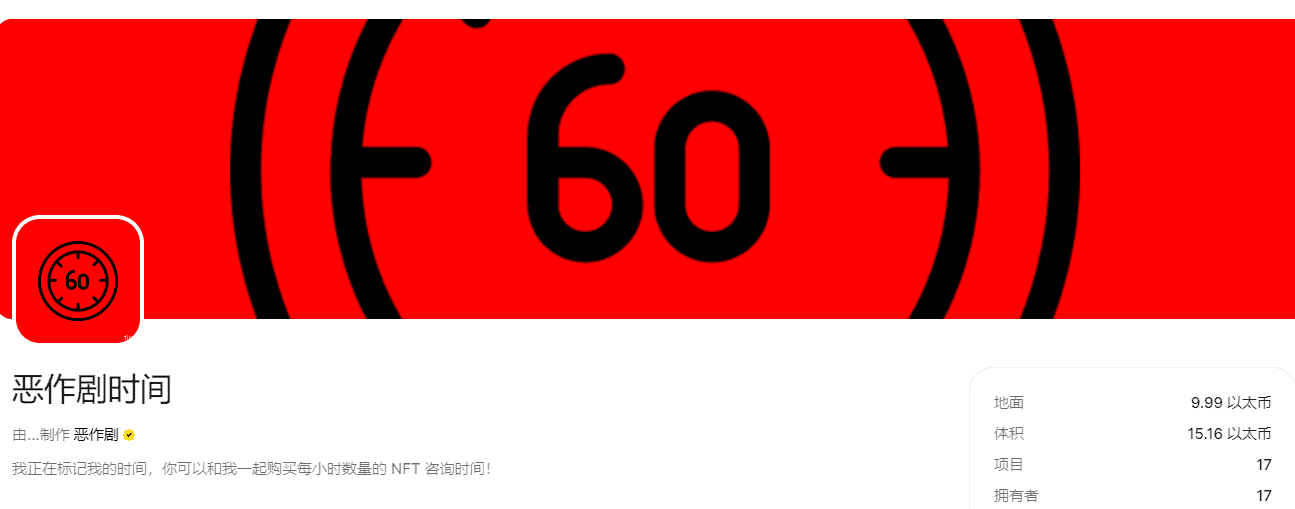 60
60
恶作剧时间
由...制作 恶作剧
我正在标记我的时间，你可以和我一起购买每小时数量的 NFT 咨询时间！
地面 9.99 以太币
体积 15.16 以太币
项目 17
拥有者 17